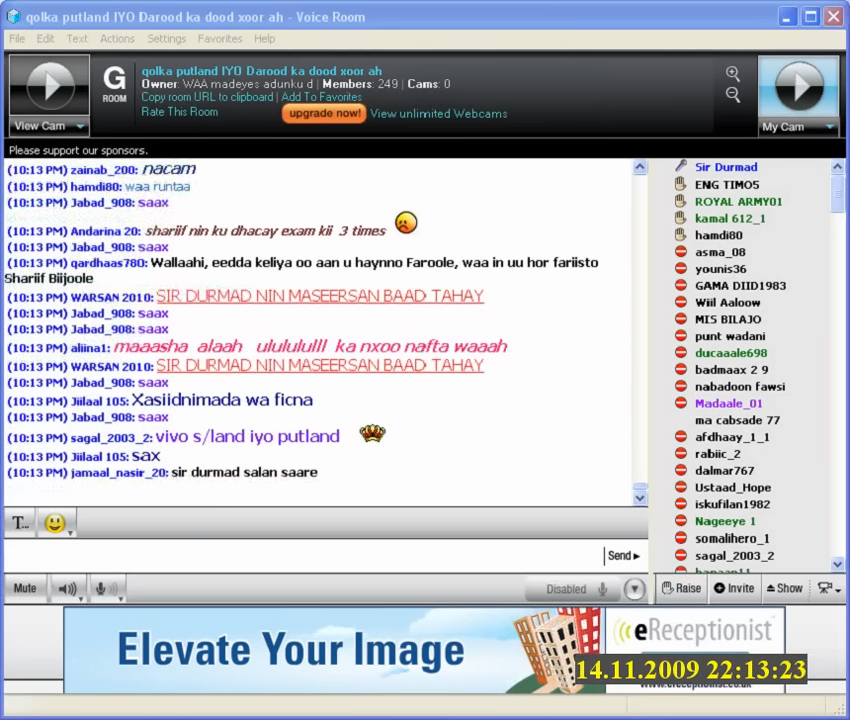 qolka putland IYO Darood ka dood xoor ah - Voice Room
File Edit Text Actions Settings Favorites Help
View Cam
G
ROOM
qolka putland IYO Darood ka dood xoor ah
Owner: WAA madeyes adunku d | Members: 249 | Cams: 0
Copy room URL to clipboard | Add To Favorites
Rate This Room
upgrade now! View unlimited Webcams
My Cam
Please support our sponsors.
(10:13 PM) zainab_200: nacam
(10:13 PM) hamdi80: waa runtaa
(10:13 PM) Jabad_908: saax
(10:13 PM) Andarina 20: shariif nin ku dhacay exam kii 3 times
(10:13 PM) Jabad_908: saax
(10:13 PM) qardhaas780: Wallaahi, eedda keliya oo aan u haynno Faroole, waa in uu hor fariisto
Shariif Biijoole
(10:13 PM) WARSAN 2010: SIR DURMAD NIN MASEERSAN BAAD TAHAY
(10:13 PM) Jabad_908: saax
(10:13 PM) Jabad_908: saax
(10:13 PM) aliina1: maaasha alaah ulululullll ka nxoo nafta waaah
(10:13 PM) WARSAN 2010: SIR DURMAD NIN MASEERSAN BAAD TAHAY
(10:13 PM) Jabad_908: saax
(10:13 PM) Jiilaal 105: Xasiidnimada wa ficna
(10:13 PM) Jabad_908: saax
(10:13 PM) sagal_2003_2: vivo s/land iyo putland
(10:13 PM) Jiilaal 105: sax
(10:13 PM) jamaal_nasir_20: sir durmad salan saare
Sir Durmad
ENG TIMO5
ROYAL ARMY01
kamal 612_1
hamdi80
asma_08
younis36
GAMA DIID1983
Wiil Aaloow
MIS BILAJO
punt wadani
ducaaale698
badmaax 2 9
nabadoon fawsi
Madaale_01
ma cabsade 77
afdhaay_1_1
rabiic_2
dalmar767
Ustaad_Hope
iskufilan1982
Nageeye 1
somalihero_1
sagal_2003_2
T...
Send
Mute
Disabled
Raise Invite Show
Elevate Your Image
eReceptionist
14.11.2009 22:13:23